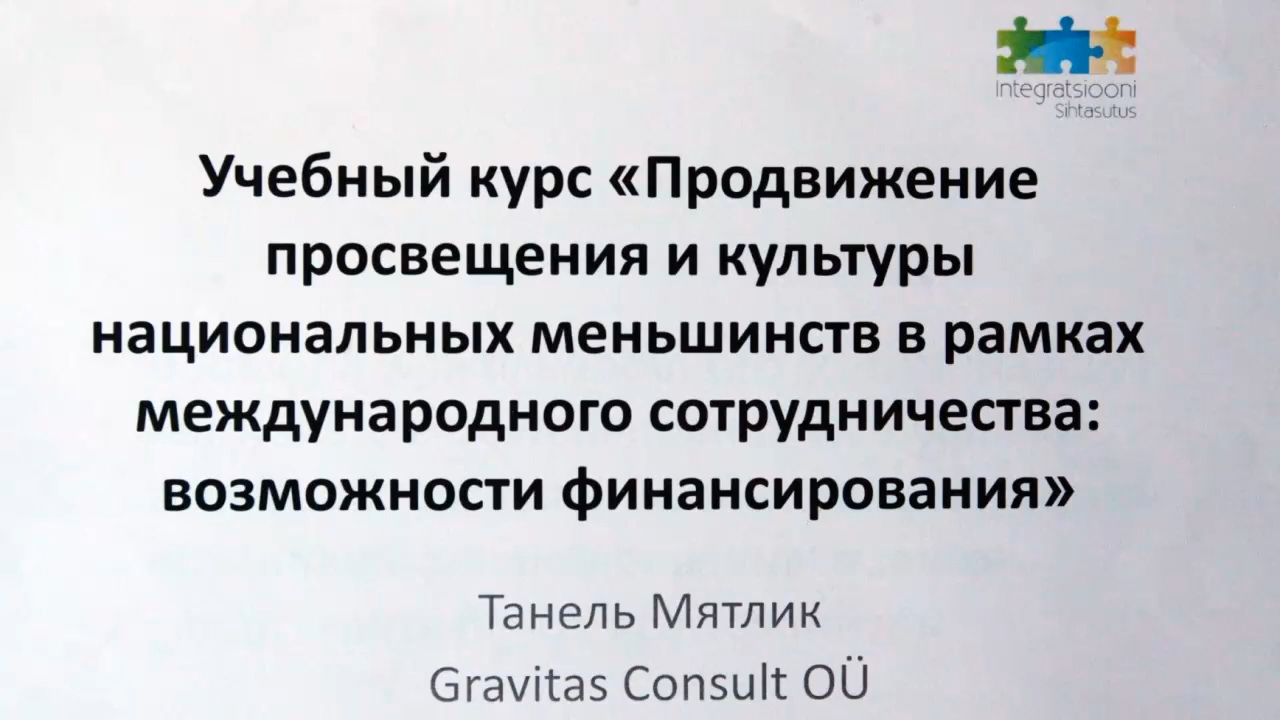 Integratsiooni
Sihtasutus
Учебный курс «Продвижение
просвещения и культуры
национальных меньшинств в рамках
международного сотрудничества:
возможности финансирования»
Танель Мятлик
Gravitas Consult OÜ